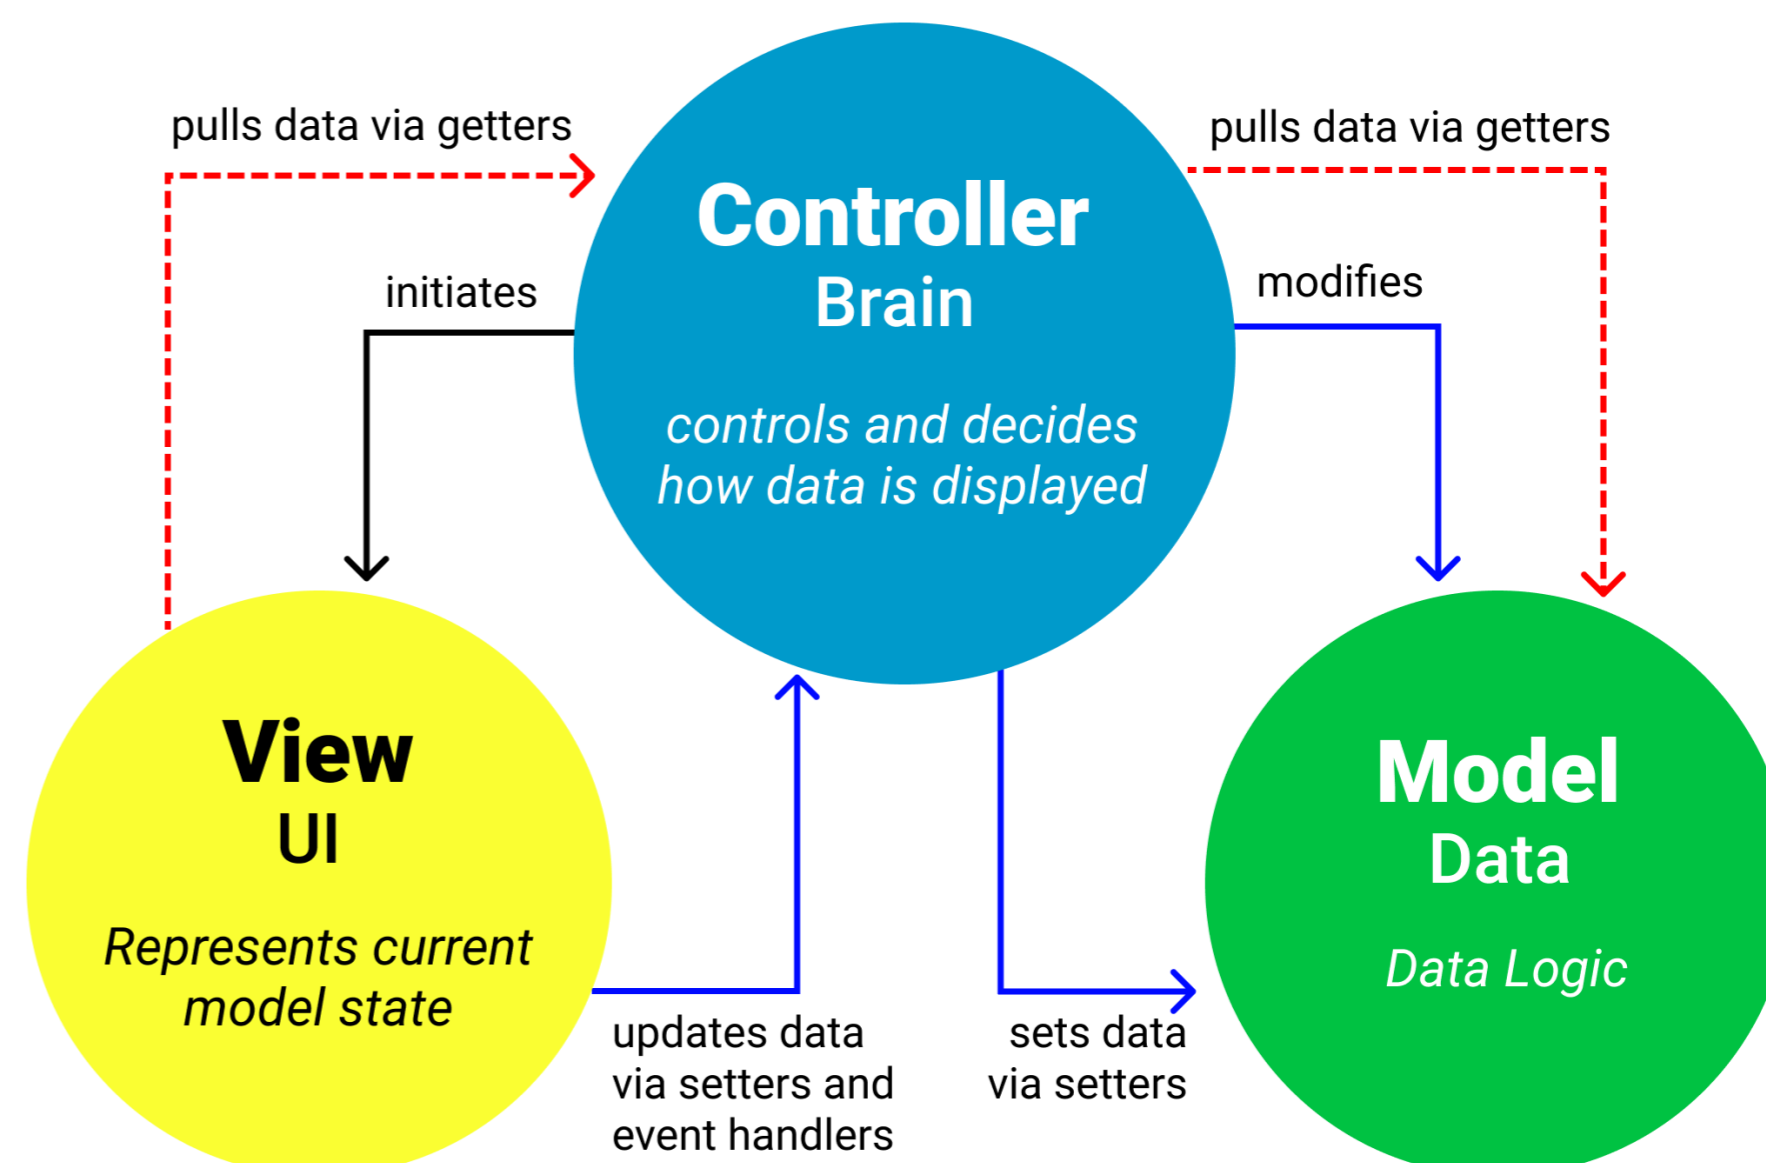 pulls data via getters
pulls data via getters
Controller
Brain
controls and decides
how data is displayed
initiates
modifies
View
UI
Represents current
model state
Model
Data
Data Logic
updates data
via setters and
event handlers
sets data
via setters